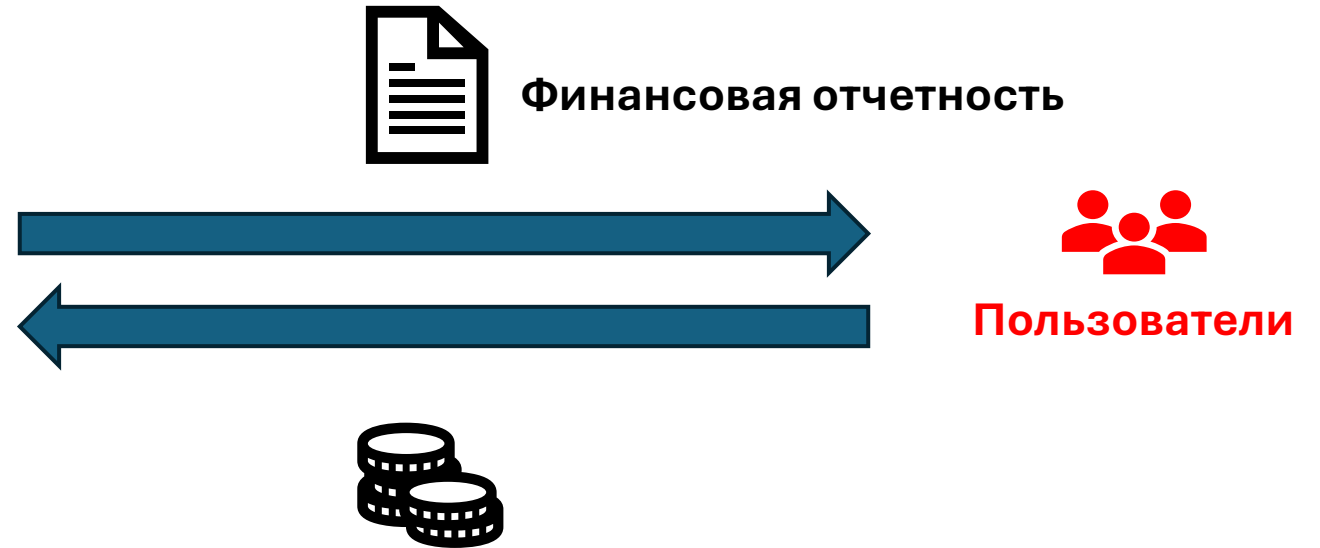 Финансовая отчетность
Пользователи